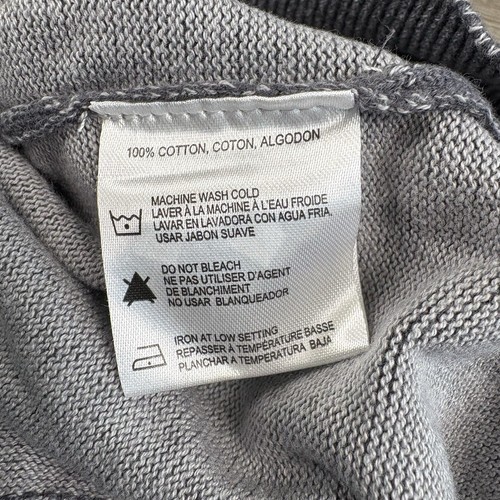 100% COTTON, COTON, ALGODON
MACHINE WASH COLD
LAVER À LA MACHINE À L'EAU FROIDE
LAVAR EN LAVADORA CON AGUA FRIA.
USAR JABON SUAVE
DO NOT BLEACH
NE PAS UTILISER D'AGENT
DE BLANCHIMENT
NO USAR BLANQUEADOR
IRON AT LOW SETTING
REPASSER À TEMPÉRATURE BASSE
PLANCHAR A TEMPERATURA BAJA